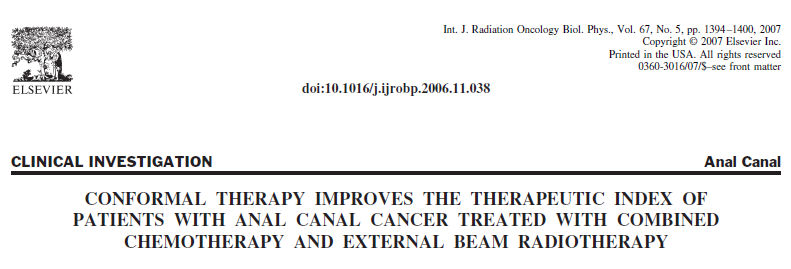 Int. J. Radiation Oncology Biol. Phys., Vol. 67, No. 5, pp. 1394–1400, 2007
Copyright © 2007 Elsevier Inc.
Printed in the USA. All rights reserved
0360-3016/07/$–see front matter
ELSEVIER
doi:10.1016/j.ijrobp.2006.11.038
CLINICAL INVESTIGATION Anal Canal
CONFORMAL THERAPY IMPROVES THE THERAPEUTIC INDEX OF
PATIENTS WITH ANAL CANAL CANCER TREATED WITH COMBINED
CHEMOTHERAPY AND EXTERNAL BEAM RADIOTHERAPY